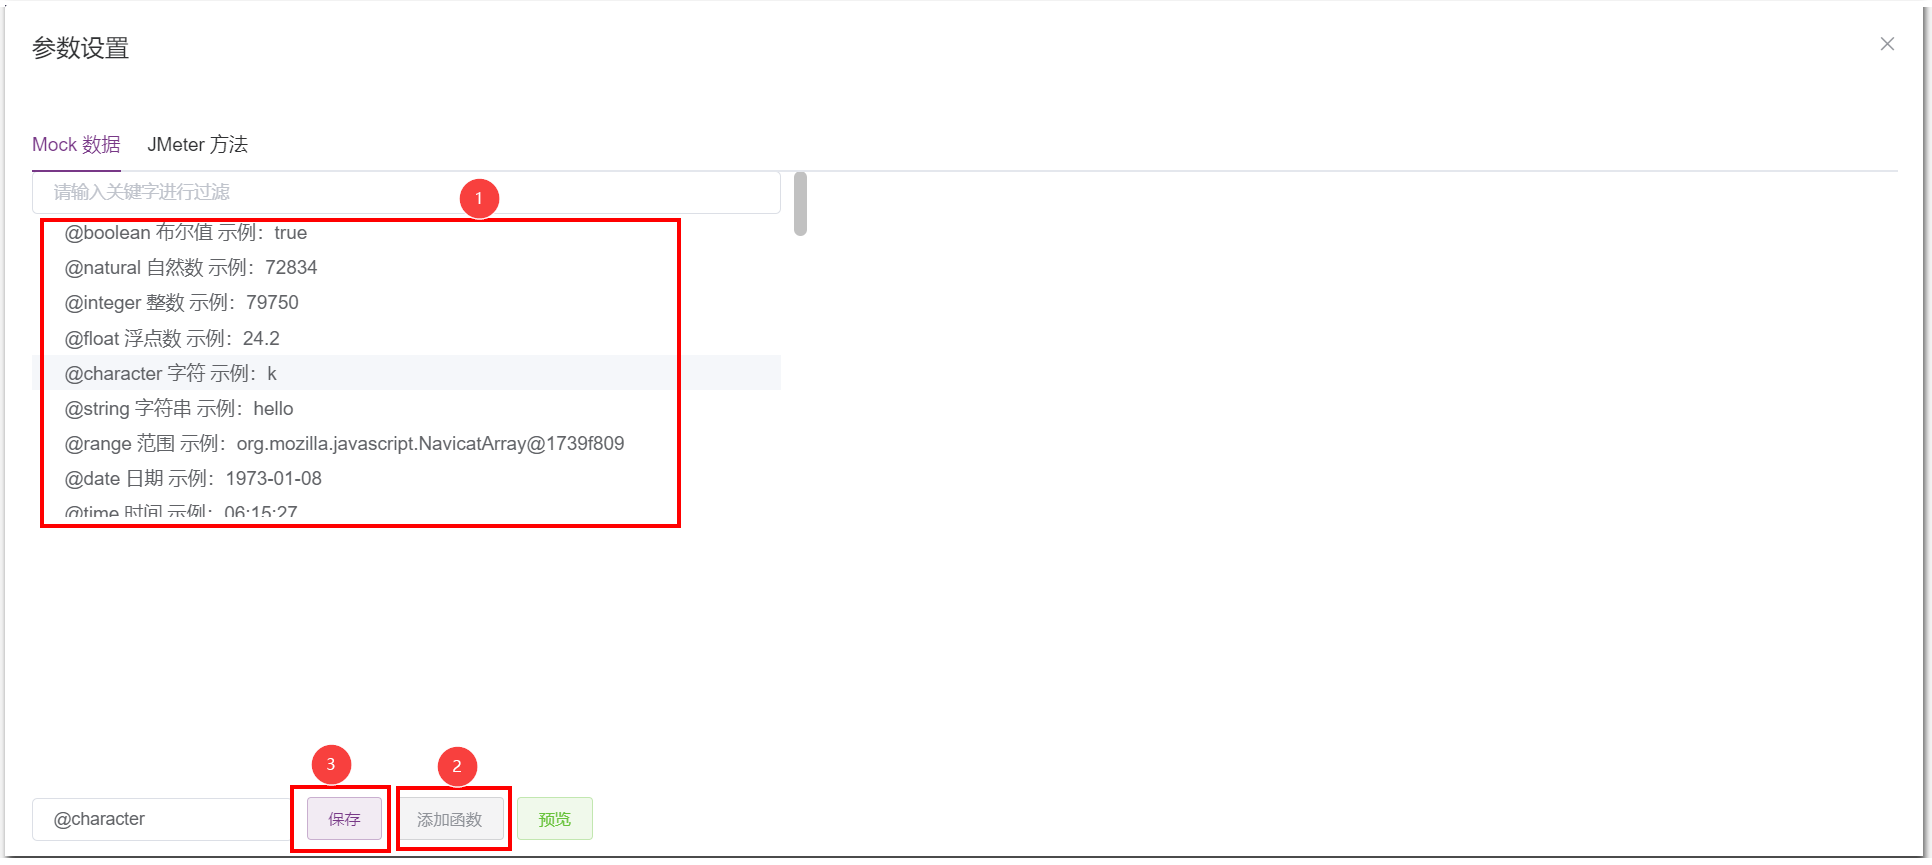 参数设置
Mock 数据 JMeter 方法
请输入关键字进行过滤
1
@boolean 布尔值 示例：true
@natural 自然数 示例：72834
@integer 整数 示例：79750
@float 浮点数 示例：24.2
@character 字符 示例：k
@string 字符串 示例：hello
@range 范围 示例：org.mozilla.javascript.NavicatArray@1739f809
@date 日期 示例：1973-01-08
@time 时间 示例：06:15:27
3 2
@character 保存 添加函数 预览